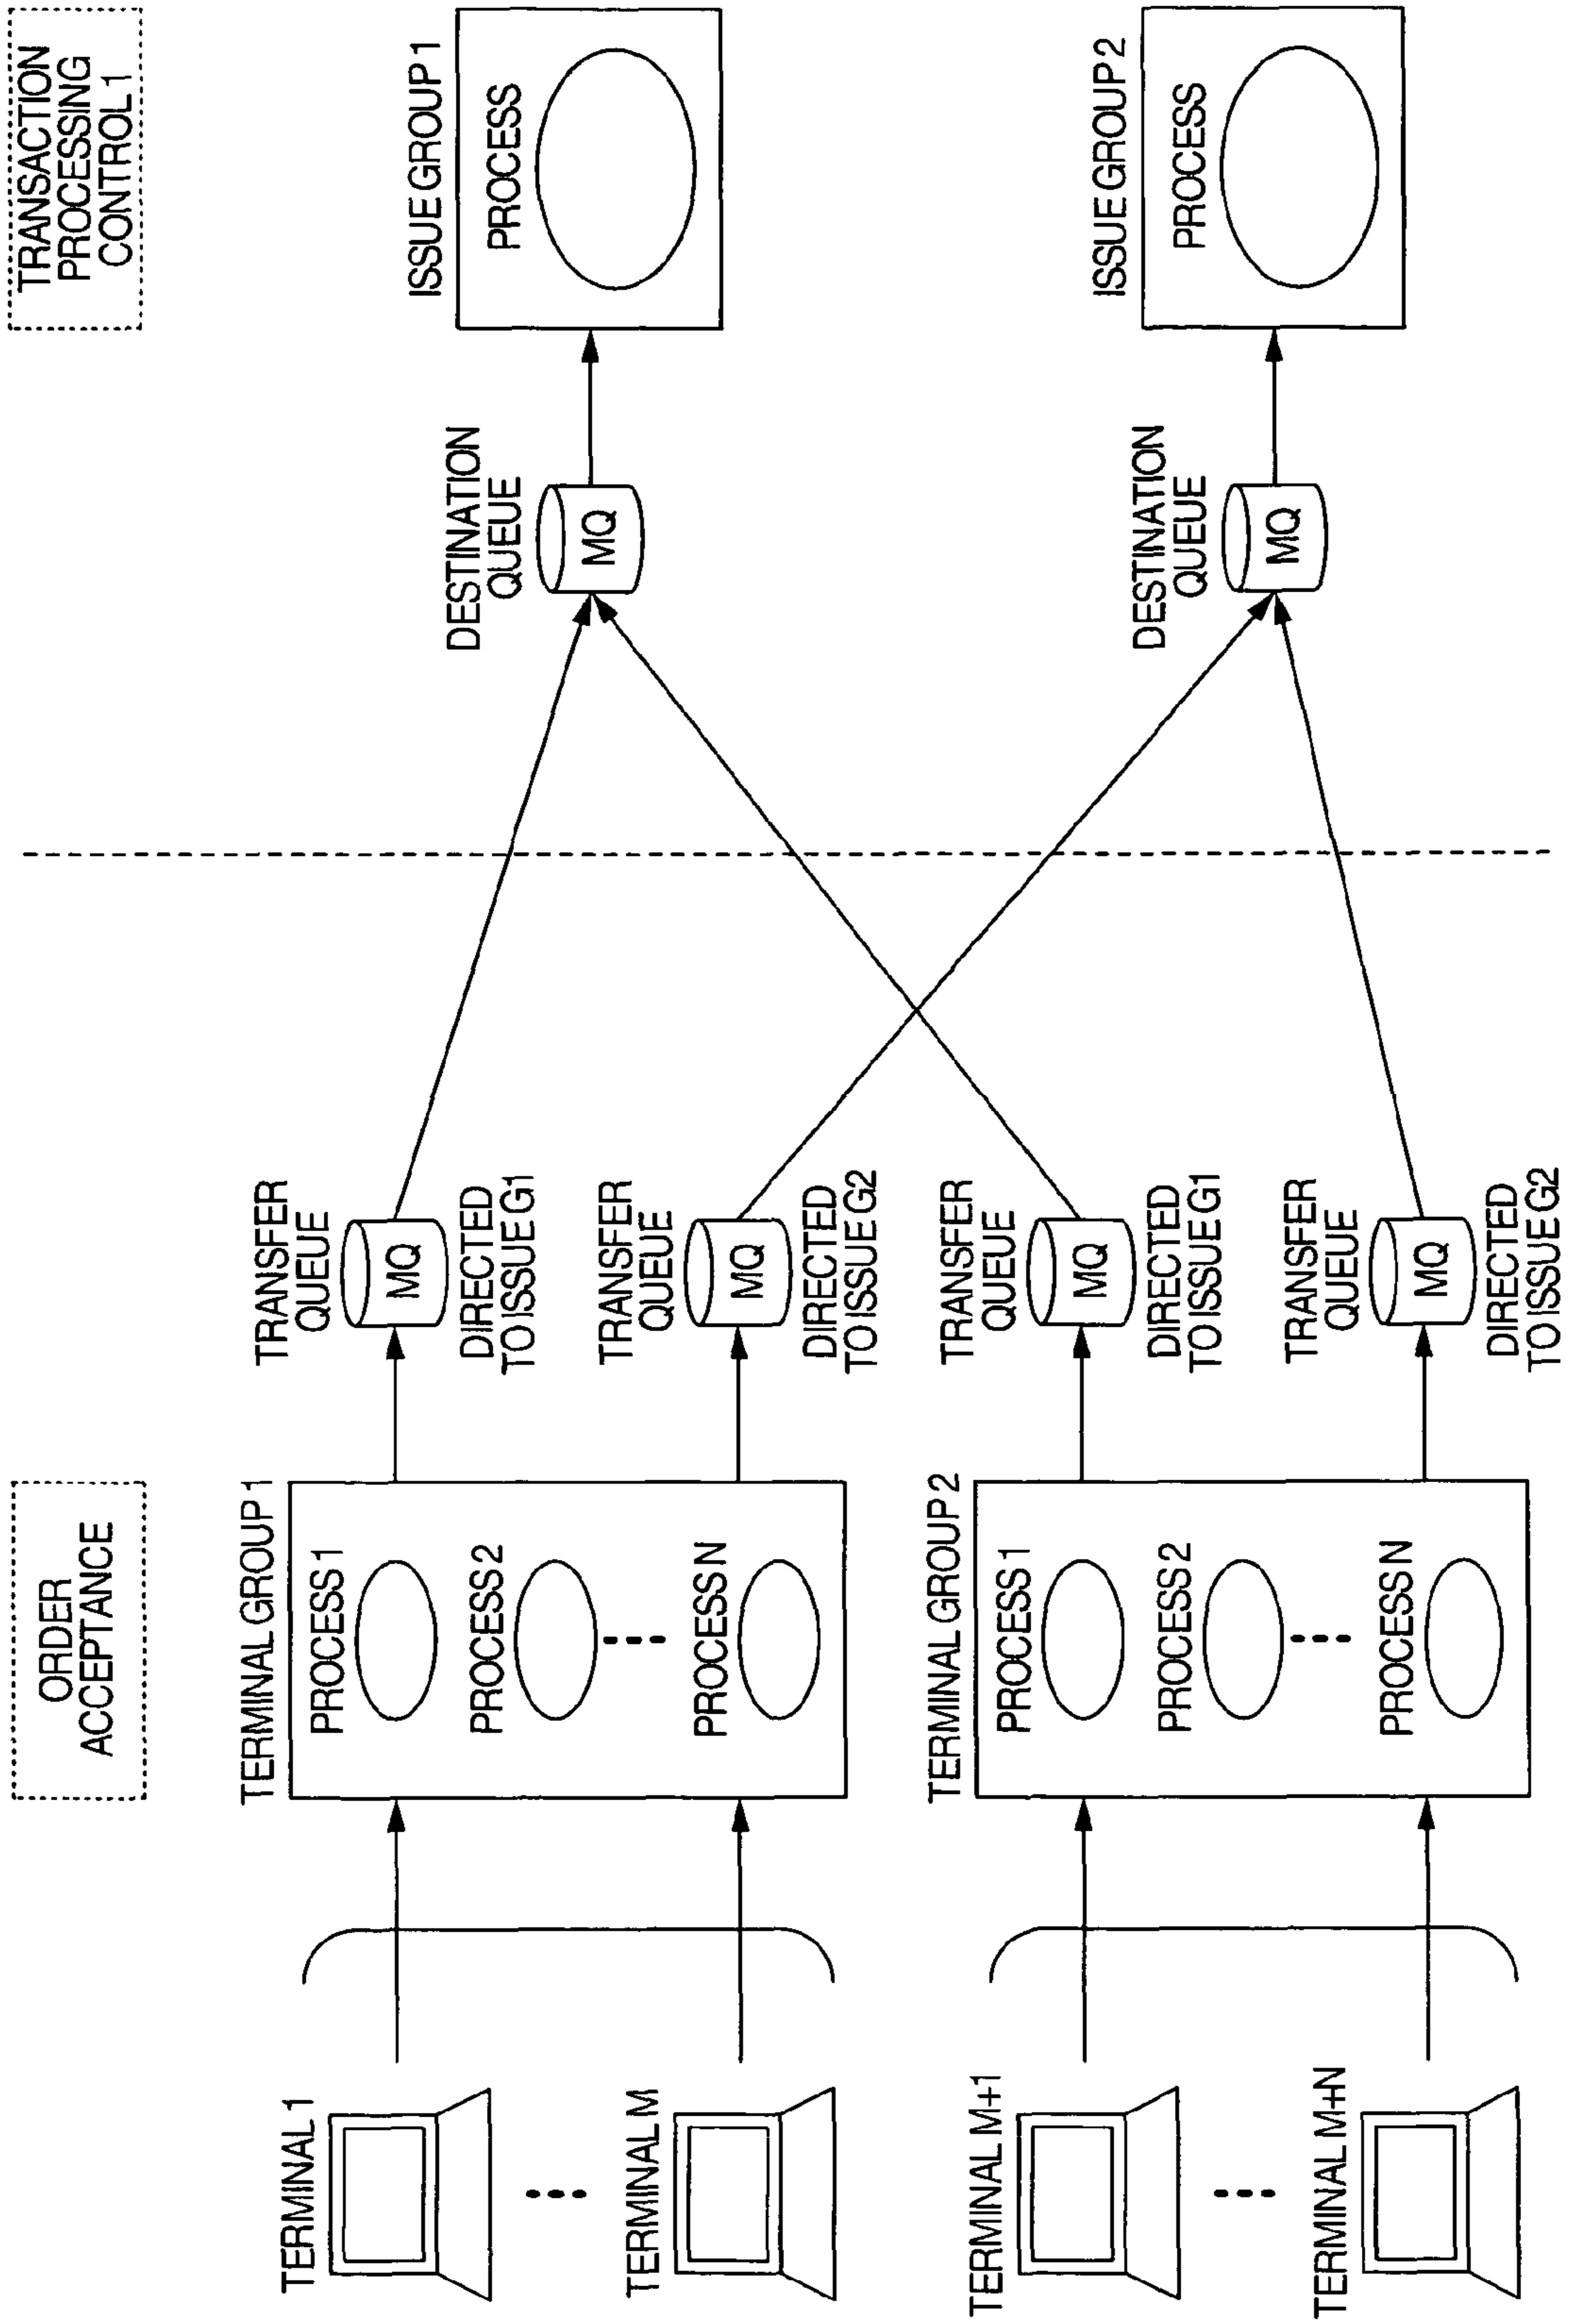 ORDER
ACCEPTANCE
TRANSACTION
PROCESSING
CONTROL 1
TERMINAL 1
TERMINAL M
TERMINAL GROUP 1
PROCESS 1
PROCESS 2
PROCESS N
TRANSFER
QUEUE
MQ
DIRECTED
TO ISSUE G1
TRANSFER
QUEUE
MQ
DIRECTED
TO ISSUE G2
DESTINATION
QUEUE
MQ
ISSUE GROUP 1
PROCESS
TERMINAL M+1
TERMINAL M+N
TERMINAL GROUP 2
PROCESS 1
PROCESS 2
PROCESS N
TRANSFER
QUEUE
MQ
DIRECTED
TO ISSUE G1
TRANSFER
QUEUE
MQ
DIRECTED
TO ISSUE G2
DESTINATION
QUEUE
MQ
ISSUE GROUP 2
PROCESS